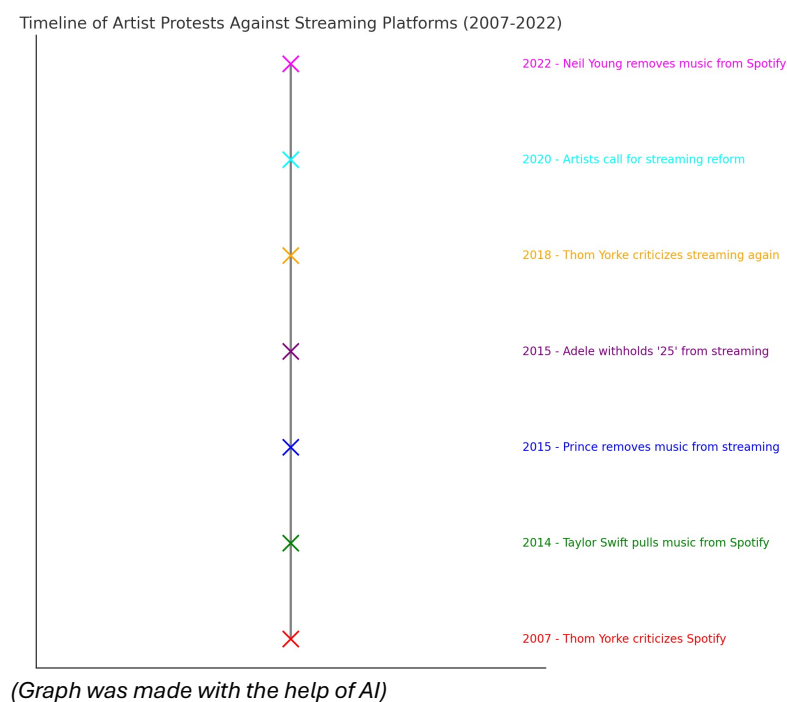 Timeline of Artist Protests Against Streaming Platforms (2007-2022)
2022 - Neil Young removes music from Spotify
2020 - Artists call for streaming reform
2018 - Thom Yorke criticizes streaming again
2015 - Adele withholds '25' from streaming
2015 - Prince removes music from streaming
2014 - Taylor Swift pulls music from Spotify
2007 - Thom Yorke criticizes Spotify
(Graph was made with the help of AI)